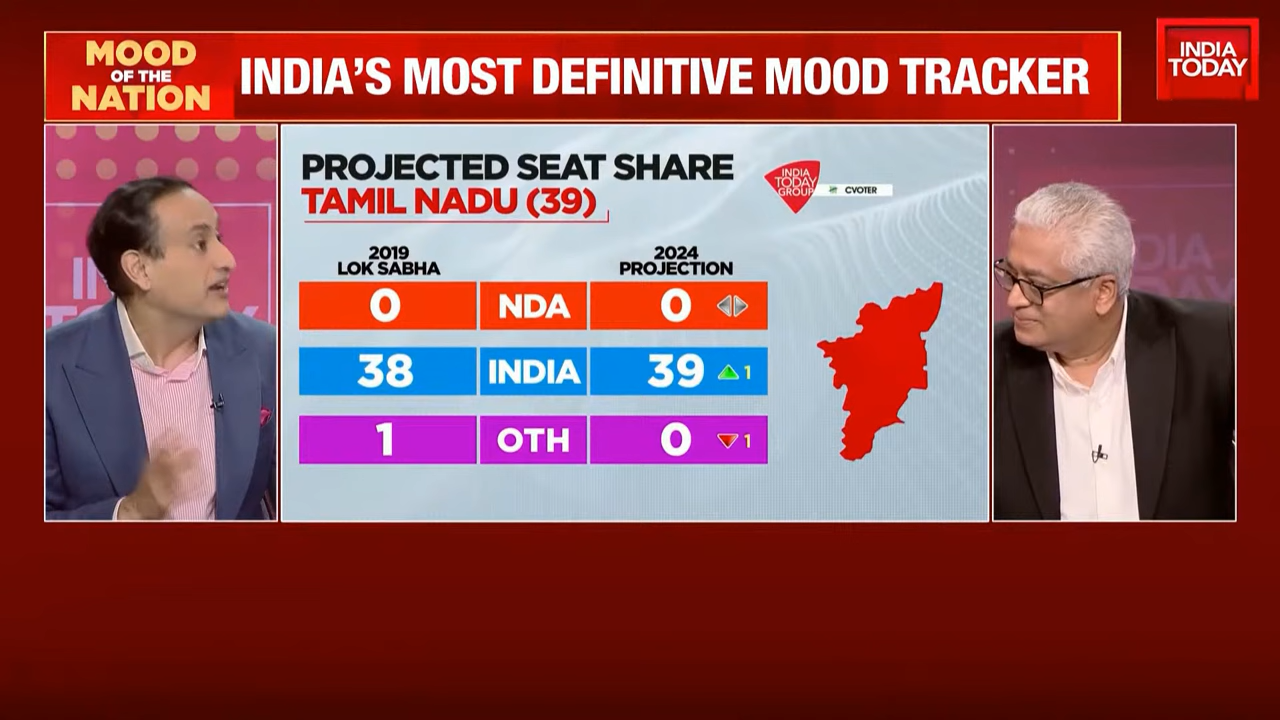 MOOD
OF THE
NATION
INDIA'S MOST DEFINITIVE MOOD TRACKER
INDIA
TODAY
PROJECTED SEAT SHARE
TAMIL NADU (39)
INDIA
TODAY
GROUP
CVOTER
2019
LOK SABHA
2024
PROJECTION
0 NDA 0
38 INDIA 39 1
1 OTH 0 1